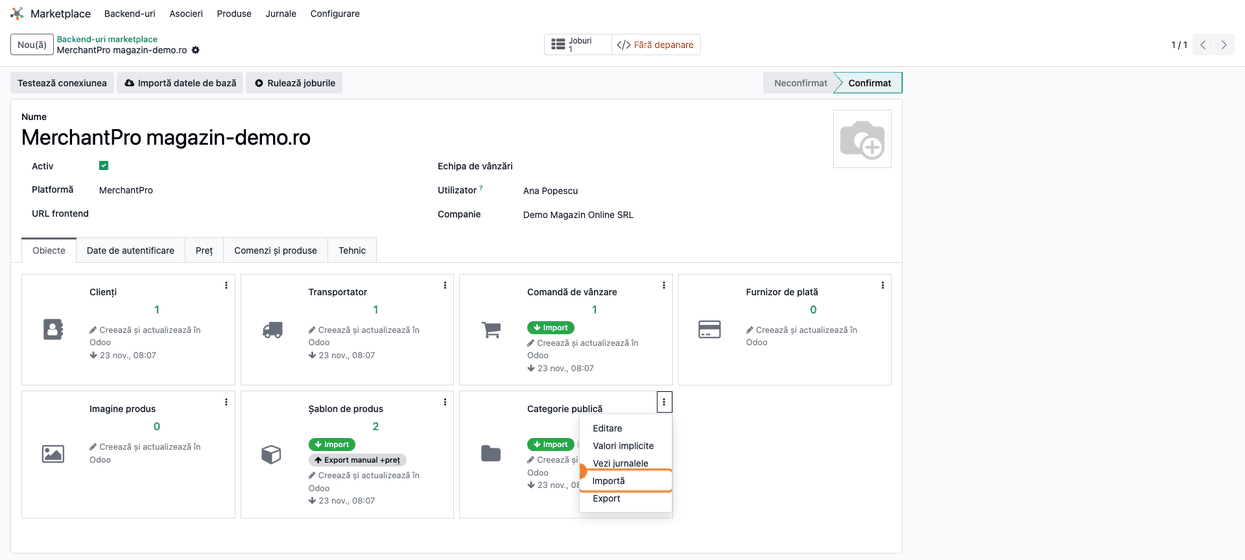 Marketplace Backend-uri Asocieri Produse Jurnale Configurare
Nou(ă) Backend-uri marketplace
MerchantPro magazin-demo.ro
Joburi
1
</> Fără depanare
1 / 1
Testează conexiunea Importă datele de bază Rulează joburile Neconfirmat Confirmat
Nume
MerchantPro magazin-demo.ro
Activ Echipa de vânzări
Platformă MerchantPro Utilizator ? Ana Popescu
URL frontend Companie Demo Magazin Online SRL
Obiecte Date de autentificare Preț Comenzi și produse Tehnic
Clienți
1
Creează și actualizează în
Odoo
23 nov., 08:07
Transportator
1
Creează și actualizează în
Odoo
23 nov., 08:07
Comandă de vânzare
1
Import
Creează și actualizează în
Odoo
23 nov., 08:07
Furnizor de plată
0
Creează și actualizează în
Odoo
Imagine produs
0
Creează și actualizează în
Odoo
Șablon de produs
2
Import
Export manual +preț
Creează și actualizează în
Odoo
23 nov., 08:07
Categorie publică
Import
Creează și
Odoo
23 nov., 08
Editare
Valori implicite
Vezi jurnalele
Importă
Export